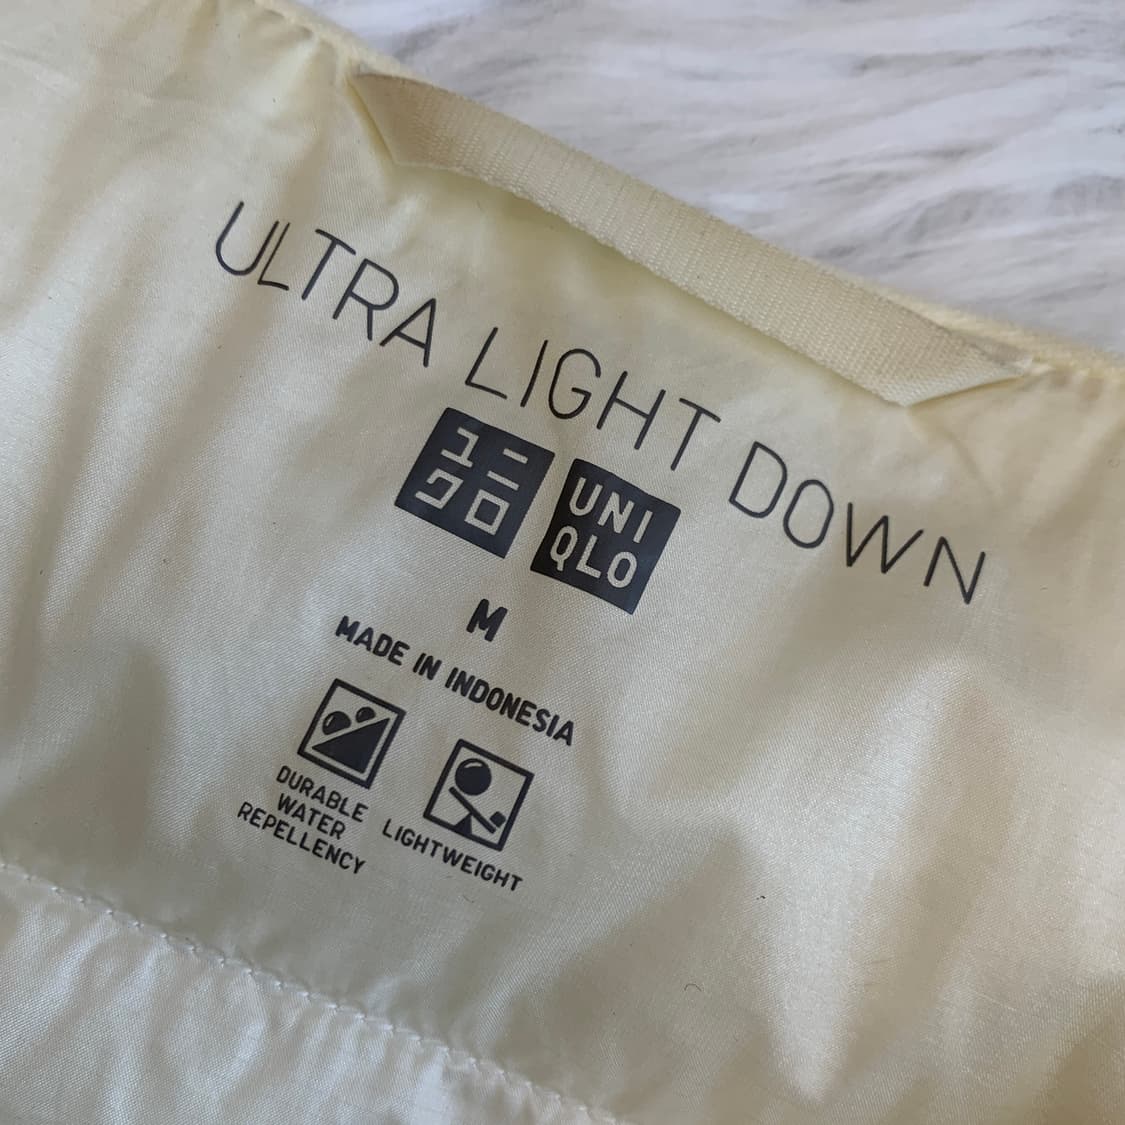 ULTRA LIGHT DOWN
ユニ
クロ
UNI
QLO
M
MADE IN INDONESIA
DURABLE
WATER
REPELLENCY
LIGHTWEIGHT